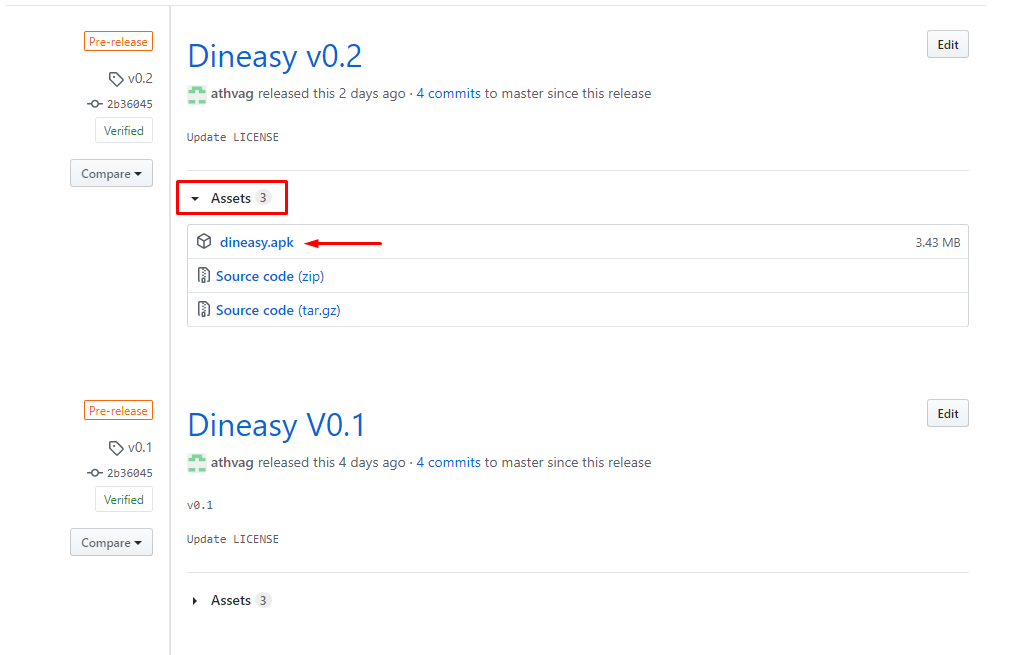 Pre-release
Dineasy v0.2
Edit
v0.2
athvag released this 2 days ago · 4 commits to master since this release
2b36045
Verified
Update LICENSE
Compare
Assets 3
dineasy.apk
3.43 MB
Source code (zip)
Source code (tar.gz)
Pre-release
Dineasy V0.1
Edit
v0.1
athvag released this 4 days ago · 4 commits to master since this release
2b36045
Verified
v0.1
Update LICENSE
Compare
Assets 3